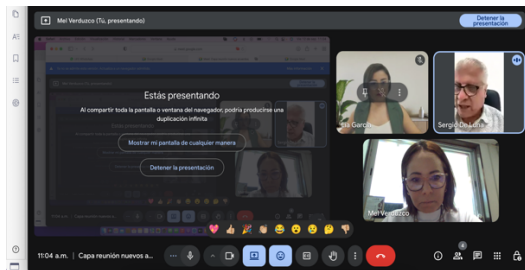 Mel Verduzco (Tú, presentando)
Detener la presentación
Estás presentando
Al compartir toda la pantalla o ventana del navegador, podría producirse una
duplicación infinita
Mostrar mi pantalla de cualquier manera
Detener la presentación
Sergio De Luna
Mel Verduzco
11:04 a.m. | Capa reunión nuevos a...
4